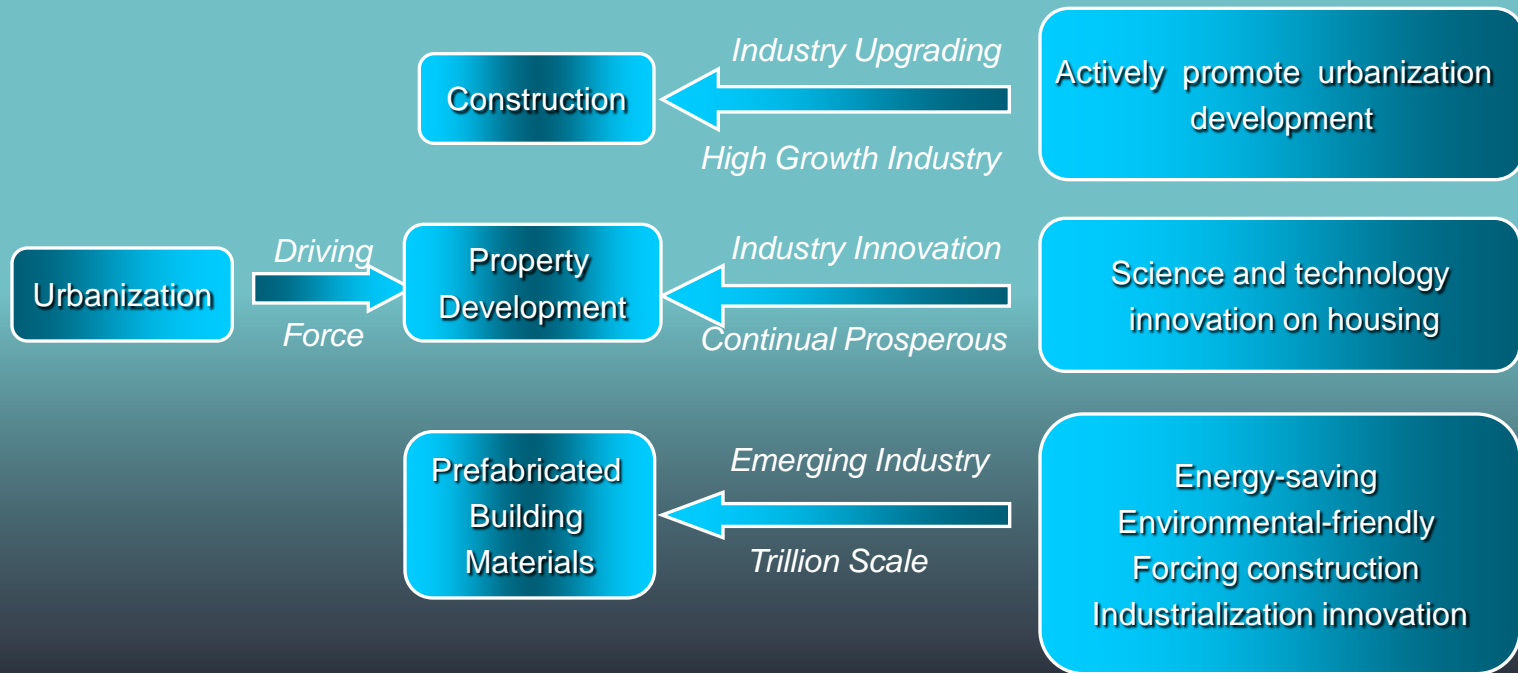 Construction
Industry Upgrading
High Growth Industry
Actively promote urbanization
development
Urbanization
Driving
Force
Property
Development
Industry Innovation
Continual Prosperous
Science and technology
innovation on housing
Prefabricated
Building
Materials
Emerging Industry
Trillion Scale
Energy-saving
Environmental-friendly
Forcing construction
Industrialization innovation